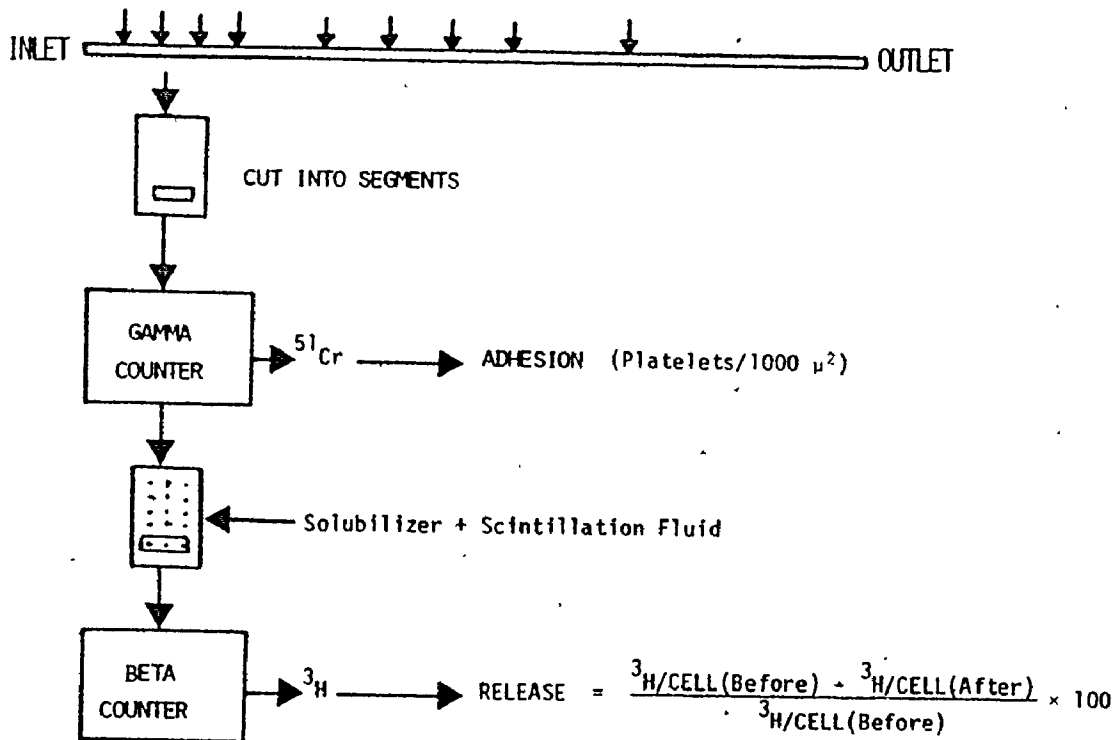 INLET OUTLET
CUT INTO SEGMENTS
GAMMA
COUNTER
⁵¹Cr ADHESION (Platelets/1000 μ²)
Solubilizer + Scintillation Fluid
BETA
COUNTER
³H RELEASE = ³H/CELL(Before) - ³H/CELL(After) × 100
³H/CELL(Before)